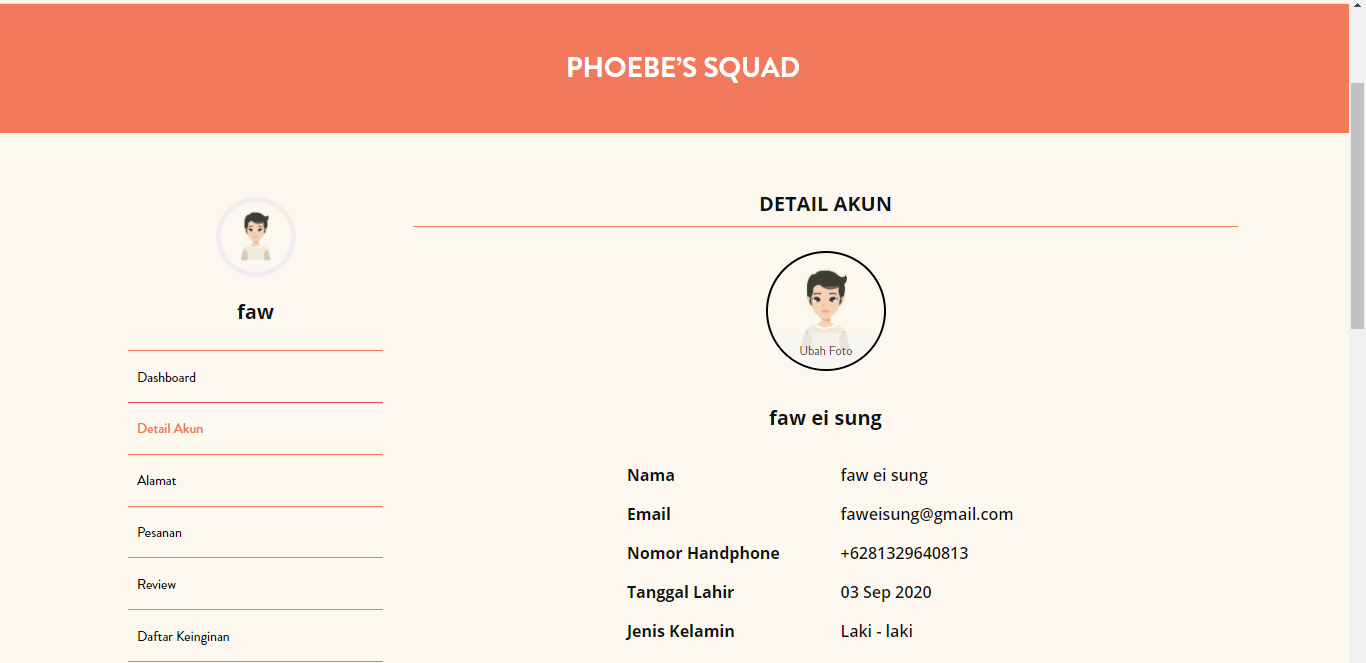 PHOEBE’S SQUAD
faw
Dashboard
Detail Akun
Alamat
Pesanan
Review
Daftar Keinginan
DETAIL AKUN
Ubah Foto
faw ei sung
Nama faw ei sung
Email faweisung@gmail.com
Nomor Handphone +6281329640813
Tanggal Lahir 03 Sep 2020
Jenis Kelamin Laki - laki